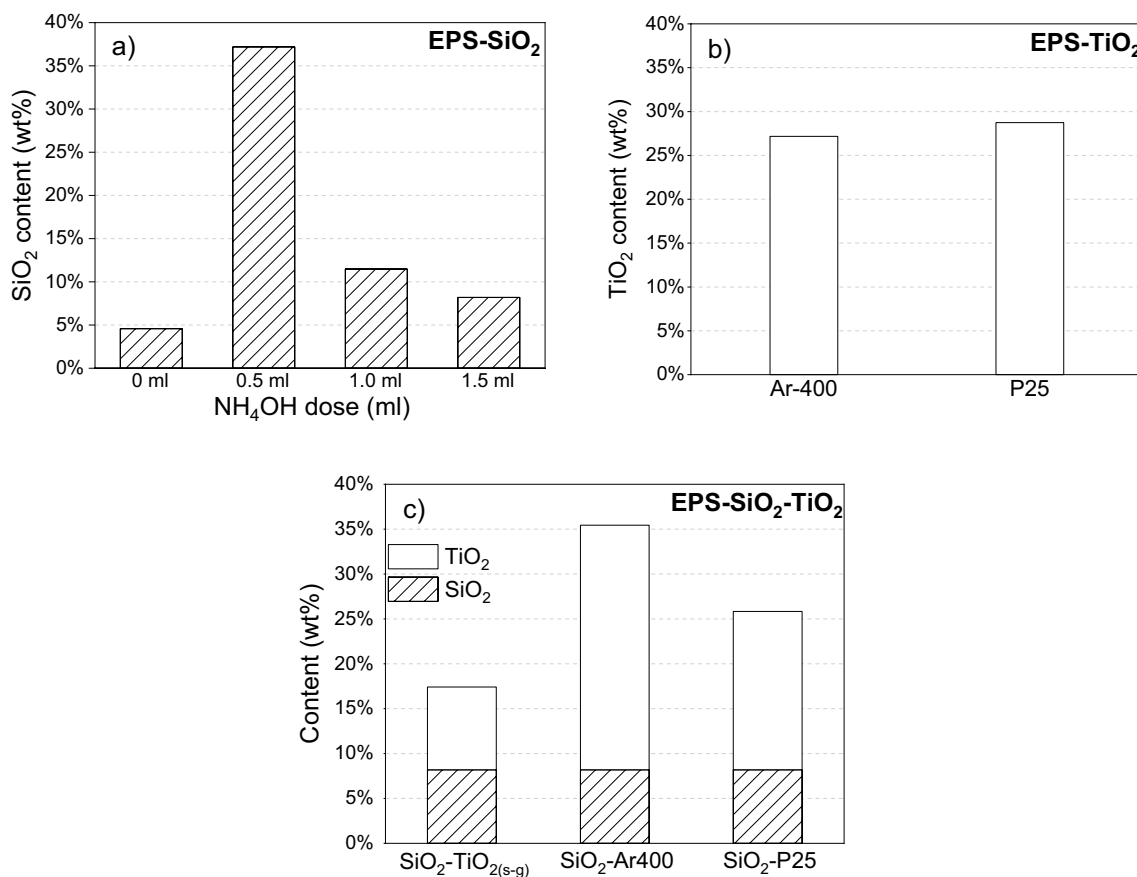 a)
EPS-SiO₂
SiO₂ content (wt%)
40%
35%
30%
25%
20%
15%
10%
5%
0%
0 ml 0.5 ml 1.0 ml 1.5 ml
NH₄OH dose (ml)
b)
EPS-TiO₂
TiO₂ content (wt%)
40%
35%
30%
25%
20%
15%
10%
5%
0%
Ar-400 P25
c)
EPS-SiO₂-TiO₂
TiO₂
SiO₂
Content (wt%)
40%
35%
30%
25%
20%
15%
10%
5%
0%
SiO₂-TiO₂₍s-g₎ SiO₂-Ar400 SiO₂-P25